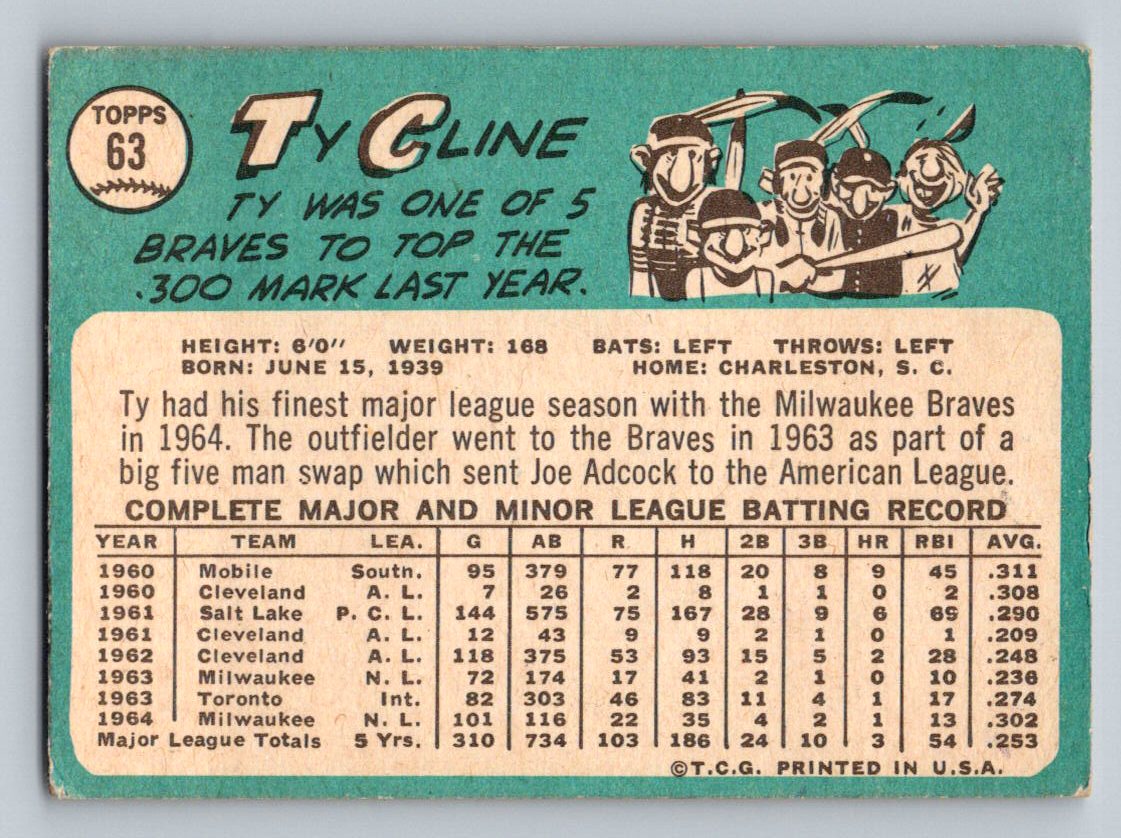 TOPPS
63
TY CLINE
TY WAS ONE OF 5
BRAVES TO TOP THE
.300 MARK LAST YEAR.
HEIGHT: 6'0" WEIGHT: 168 BATS: LEFT THROWS: LEFT
BORN: JUNE 15, 1939 HOME: CHARLESTON, S. C.
Ty had his finest major league season with the Milwaukee Braves
in 1964. The outfielder went to the Braves in 1963 as part of a
big five man swap which sent Joe Adcock to the American League.
COMPLETE MAJOR AND MINOR LEAGUE BATTING RECORD
YEAR TEAM LEA. G AB R H 2B 3B HR RBI AVG.
1960 Mobile South. 95 379 77 118 20 8 9 45 .311
1960 Cleveland A. L. 7 26 2 8 1 1 0 2 .308
1961 Salt Lake P. C. L. 144 575 75 167 28 9 6 69 .290
1961 Cleveland A. L. 12 43 9 9 2 1 0 1 .209
1962 Cleveland A. L. 118 375 53 93 15 5 2 28 .248
1963 Milwaukee N. L. 72 174 17 41 2 1 0 10 .236
1963 Toronto Int. 82 303 46 83 11 4 1 17 .274
1964 Milwaukee N. L. 101 116 22 35 4 2 1 13 .302
Major League Totals 5 Yrs. 310 734 103 186 24 10 3 54 .253
©T.C.G. PRINTED IN U.S.A.